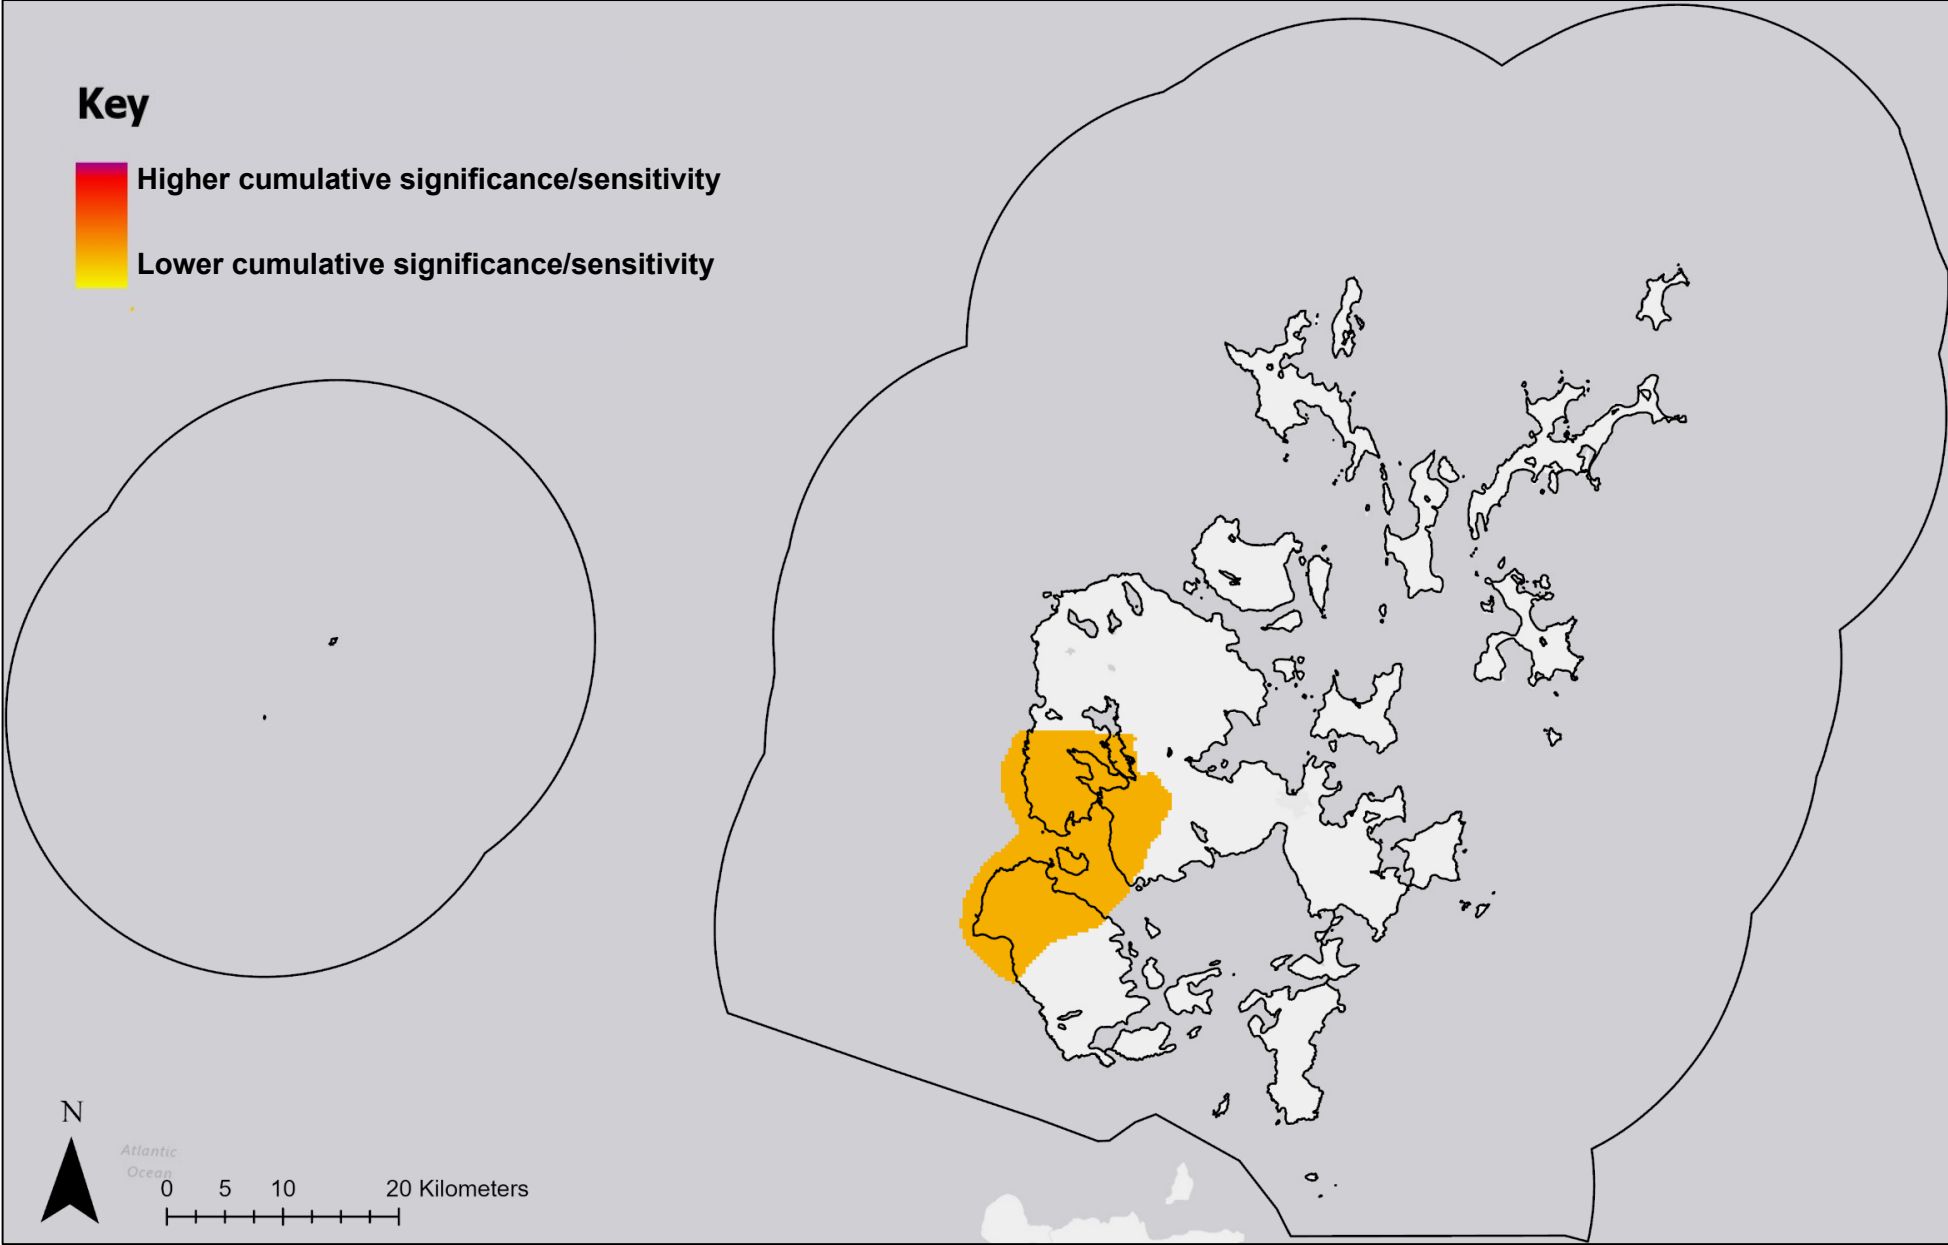 Key
Higher cumulative significance/sensitivity
Lower cumulative significance/sensitivity
N
Atlantic
Ocean
0 5 10 20 Kilometers